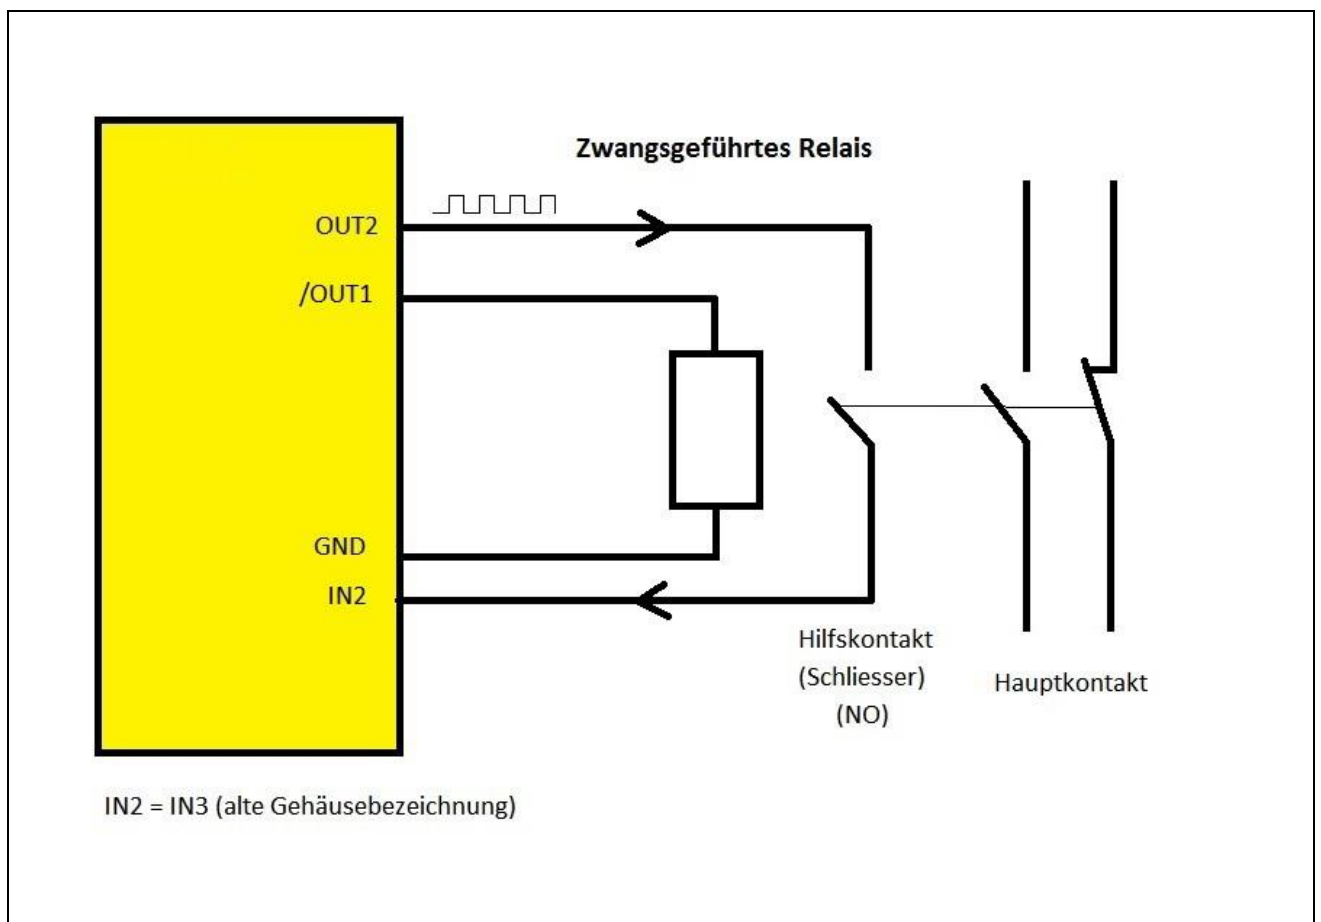 Zwangsgeführtes Relais
OUT2
/OUT1
GND
IN2
Hilfskontakt
(Schliesser)
(NO)
Hauptkontakt
IN2 = IN3 (alte Gehäusebezeichnung)